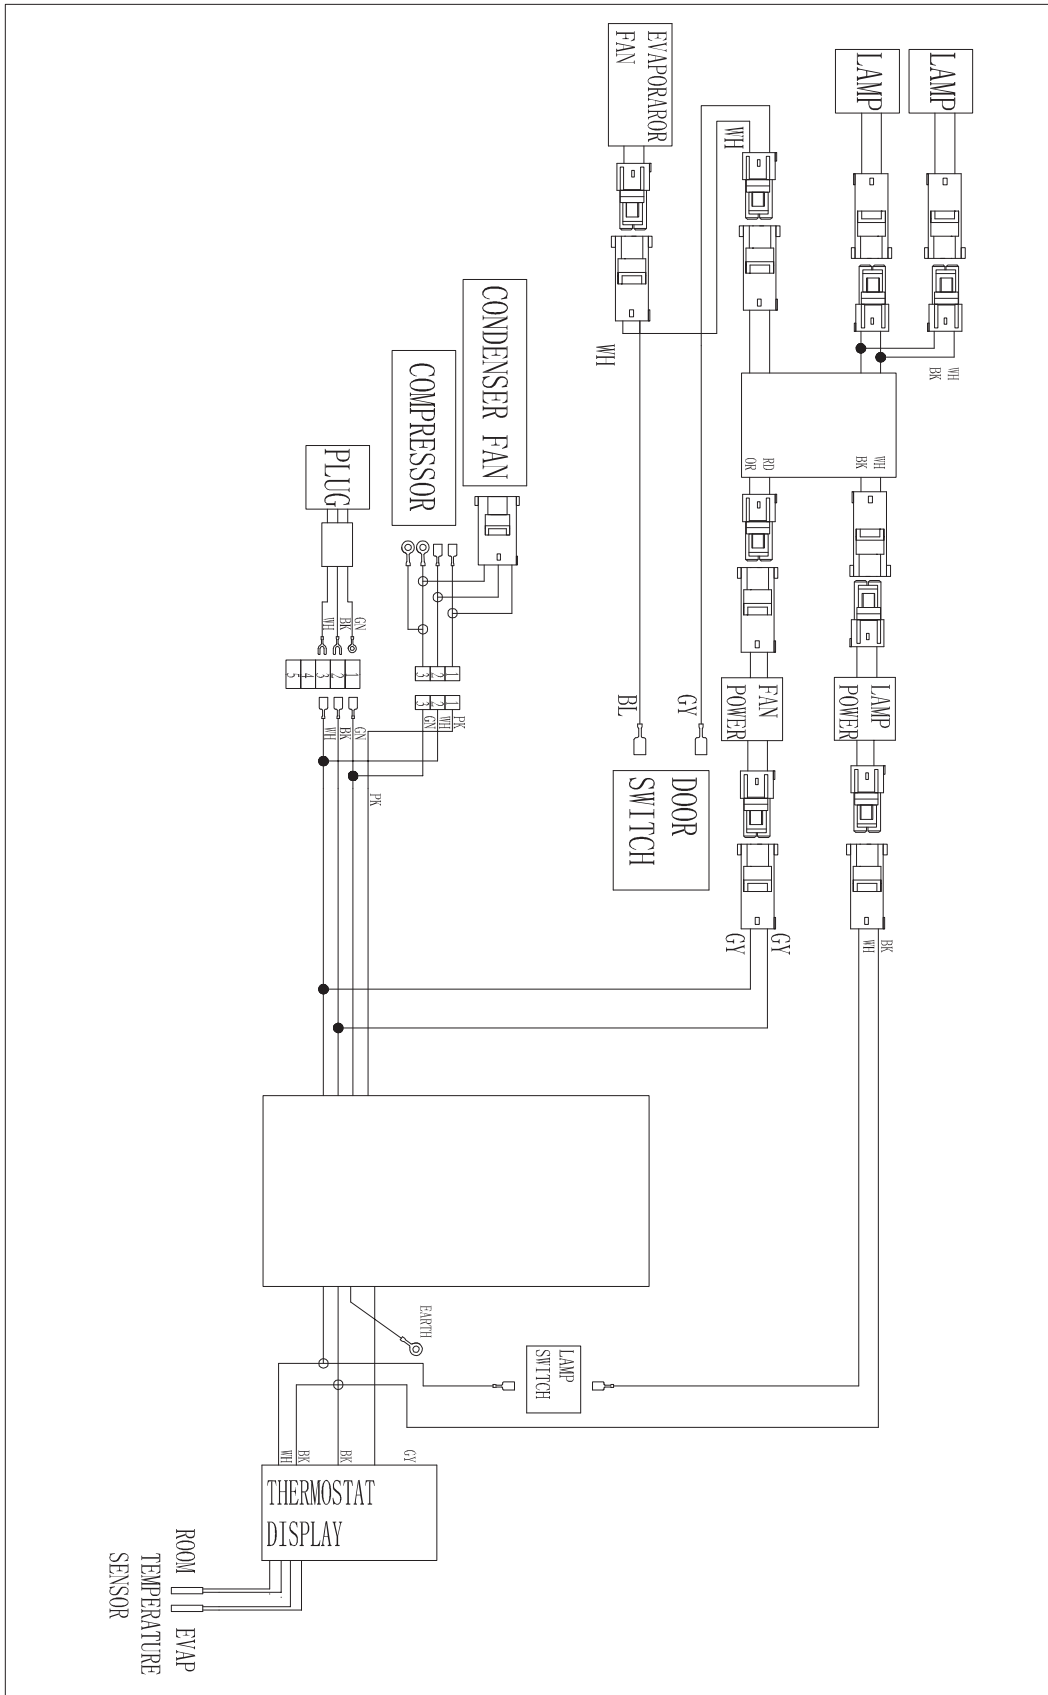 EVAPORAROR
FAN
LAMP
LAMP
WH
CONDENSER FAN
WH
COMPRESSOR
WH
BK
PLUG
RD
OR
WH
BK
GN
BK
WH
1
2
3
4
5
1
2
3
1
2
3
PK
WH
GN
GN
BK
WH
PK
BL
GY
FAN
POWER
LAMP
POWER
DOOR
SWITCH
GY
GY
BK
WH
EARTH
LAMP
SWITCH
WH
BK
BK
GY
THERMOSTAT
DISPLAY
ROOM
EVAP
TEMPERATURE
SENSOR